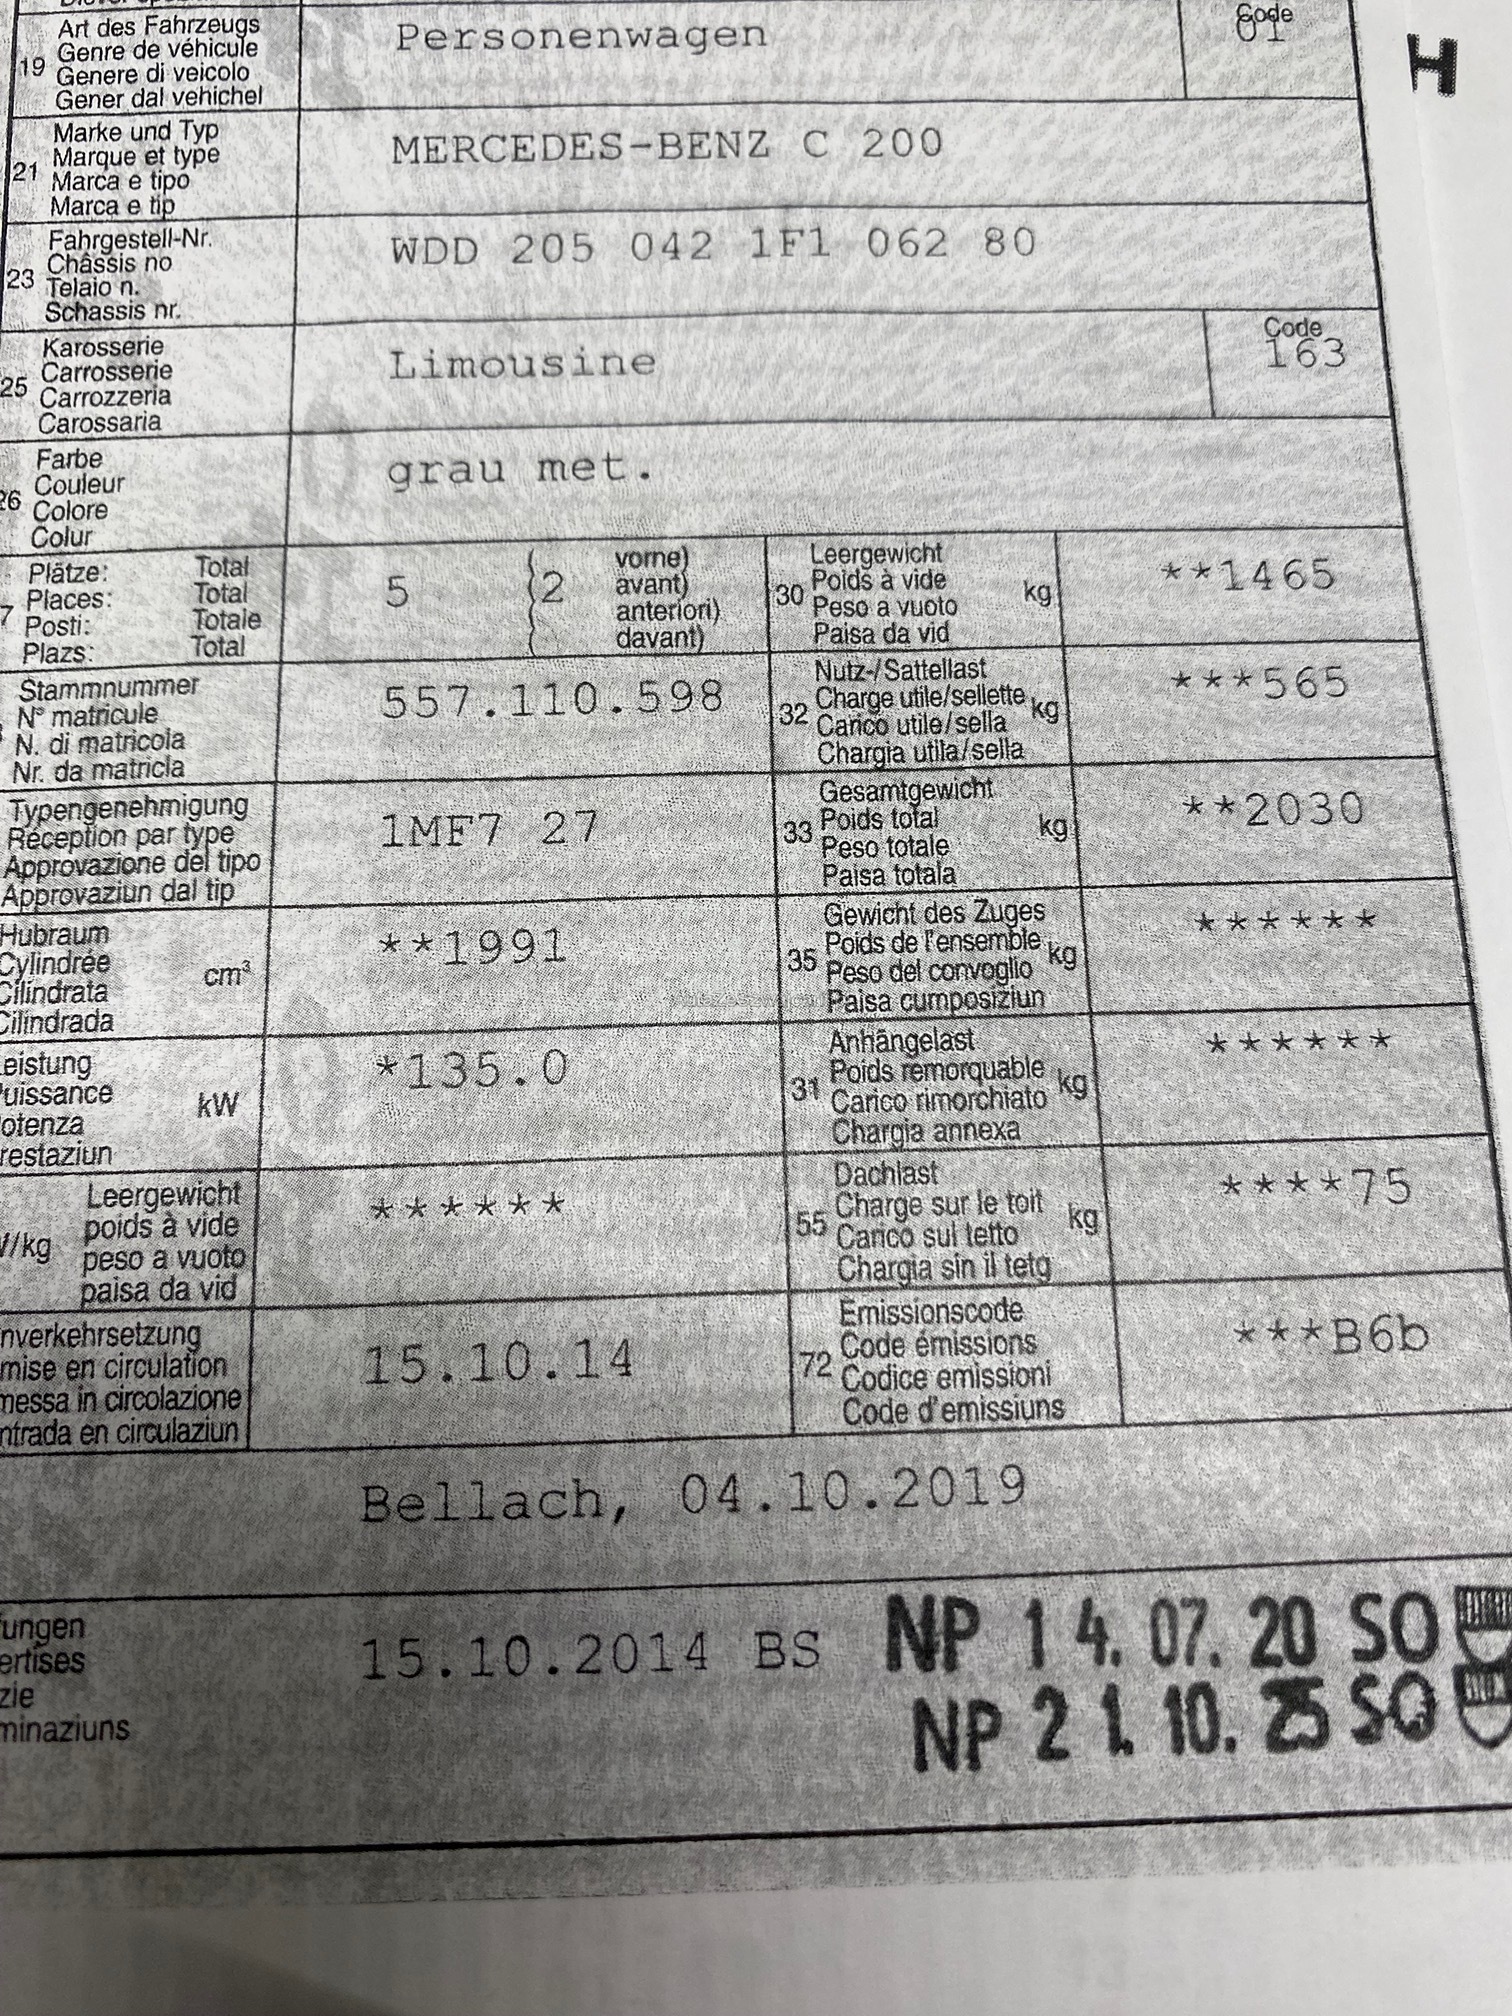 19 Art des Fahrzeugs
Genre de véhicule
Genere di veicolo
Gener dal vehichel
Personenwagen
Code
01
H
21 Marke und Typ
Marque et type
Marca e tipo
Marca e tip
MERCEDES-BENZ C 200
23 Fahrgestell-Nr.
Châssis no
Telaio n.
Schassis nr.
WDD 205 042 1F1 062 80
25 Karosserie
Carrosserie
Carrozzeria
Carossaria
Limousine
Code
163
26 Farbe
Couleur
Colore
Colur
grau met.
7 Plätze: Total
Places: Total
Posti: Totale
Plazs: Total
5 (2 vorne)
avant)
anteriori)
davant)
30 Leergewicht
Poids à vide kg
Peso a vuoto
Paisa da vid
**1465
Stammnummer
N° matricule
N. di matricola
Nr. da matricla
557.110.598
32 Nutz-/Sattellast
Charge utile/sellette kg
Carico utile/sella
Chargia utila/sella
***565
Typengenehmigung
Réception par type
Approvazione del tipo
Approvaziun dal tip
1MF7 27
33 Gesamtgewicht
Poids total kg
Peso totale
Paisa totala
**2030
Hubraum
Cylindrée cm³
Cilindrata
Cilindrada
**1991
35 Gewicht des Zuges
Poids de l'ensemble kg
Peso del convoglio
Paisa cumposiziun
******
eistung
uissance kW
otenza
restaziun
*135.0
31 Anhängelast
Poids remorquable kg
Carico rimorchiato
Chargia annexa
******
/kg Leergewicht
poids à vide
peso a vuoto
paisa da vid
******
55 Dachlast
Charge sur le toit kg
Carico sul tetto
Chargia sin il tetg
****75
nverkehrsetzung
mise en circulation
messa in circolazione
ntrada en circulaziun
15.10.14
72 Emissionscode
Code émissions
Codice emissioni
Code d'emissiuns
***B6b
Bellach, 04.10.2019
fungen
ertises
zie
minaziuns
15.10.2014 BS
NP 14.07.20 SO
NP 21.10.25 SO